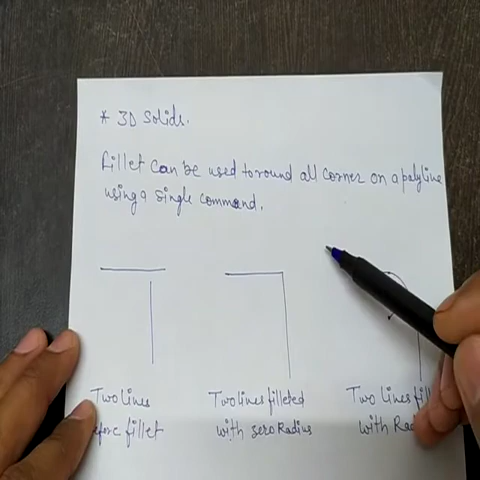 * 3D Solids.
Fillet Can be used to round all corner on a polyline
using a single command.
Two lines Two lines filleted Two lines
fillet with zero Radius with